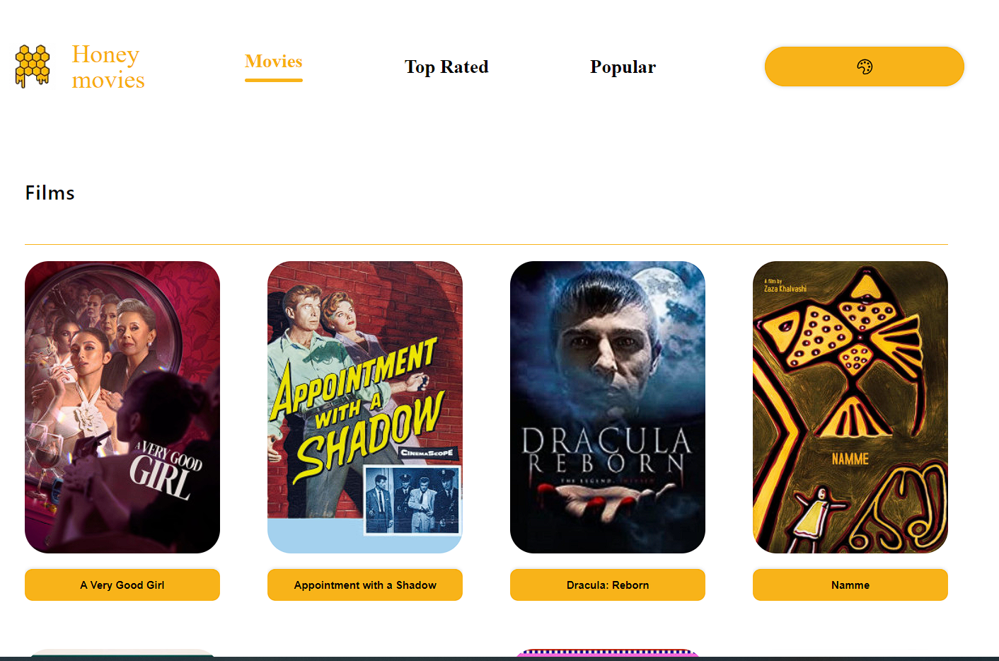 Honey
movies
Movies
Top Rated
Popular
Films
A VERY GOOD
GIRL
APPOINTMENT
WITH A
SHADOW
CINEMASCOPE
DRACULA
REBORN
THE LEGEND.
A film by
Zaza Khalvashi
NAMME
A Very Good Girl
Appointment with a Shadow
Dracula: Reborn
Namme